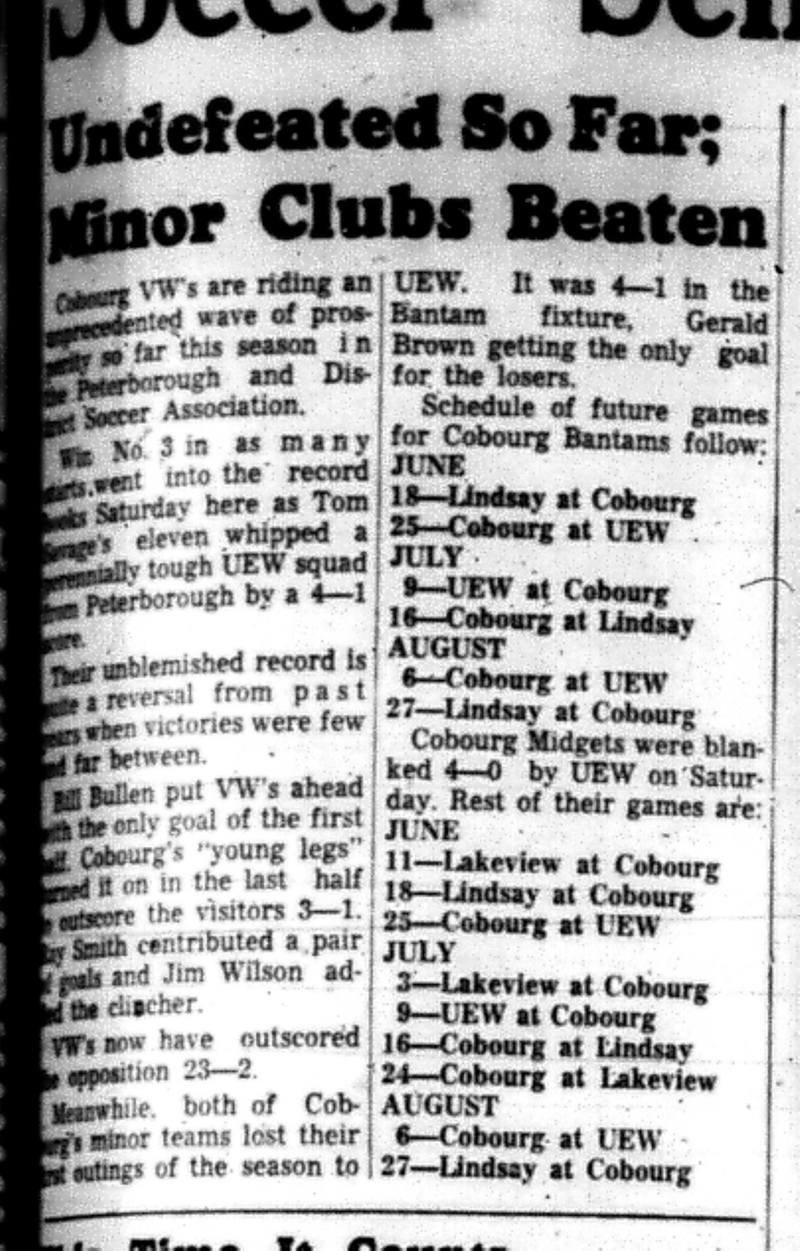 Soccer
Undefeated So Far;
Minor Clubs Beaten
Cobourg VW's are riding an
unprecedented wave of pros-
perity so far this season in
the Peterborough and Dis-
trict Soccer Association.
Win No. 3 in as many
starts went into the record
books Saturday here as Tom
Savage's eleven whipped a
perennially tough UEW squad
from Peterborough by a 4—1
score.
Their unblemished record is
quite a reversal from past
years when victories were few
and far between.
Bill Bullen put VW's ahead
with the only goal of the first
half. Cobourg's "young legs"
turned it on in the last half
to outscore the visitors 3—1.
Smith contributed a pair
of goals and Jim Wilson ad-
ded the clincher.
VW's now have outscored
the opposition 23—2.
Meanwhile, both of Cob-
ourg's minor teams lost their
first outings of the season to
UEW. It was 4—1 in the
Bantam fixture, Gerald
Brown getting the only goal
for the losers.
Schedule of future games
for Cobourg Bantams follow:
JUNE
18—Lindsay at Cobourg
25—Cobourg at UEW
JULY
9—UEW at Cobourg
16—Cobourg at Lindsay
AUGUST
6—Cobourg at UEW
27—Lindsay at Cobourg
Cobourg Midgets were blan-
ked 4—0 by UEW on Satur-
day. Rest of their games are:
JUNE
11—Lakeview at Cobourg
18—Lindsay at Cobourg
25—Cobourg at UEW
JULY
3—Lakeview at Cobourg
9—UEW at Cobourg
16—Cobourg at Lindsay
24—Cobourg at Lakeview
AUGUST
6—Cobourg at UEW
27—Lindsay at Cobourg
Time It Counts